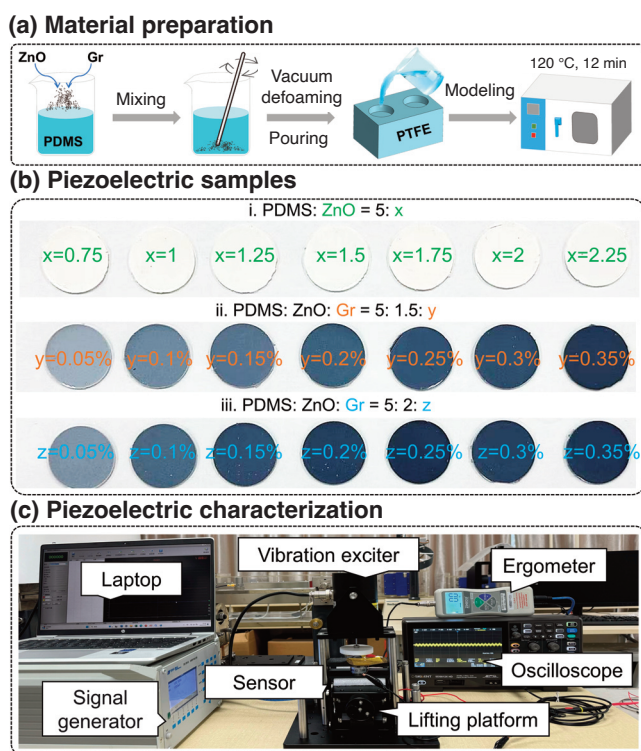 (a) Material preparation
ZnO Gr
PDMS
Mixing
Vacuum
defoaming
Pouring
PTFE
Modeling
120 °C, 12 min
(b) Piezoelectric samples
i. PDMS: ZnO = 5: x
x=0.75 x=1 x=1.25 x=1.5 x=1.75 x=2 x=2.25
ii. PDMS: ZnO: Gr = 5: 1.5: y
y=0.05% y=0.1% y=0.15% y=0.2% y=0.25% y=0.3% y=0.35%
iii. PDMS: ZnO: Gr = 5: 2: z
z=0.05% z=0.1% z=0.15% z=0.2% z=0.25% z=0.3% z=0.35%
(c) Piezoelectric characterization
Laptop
Vibration exciter
Ergometer
Signal
generator
Sensor
Oscilloscope
Lifting platform